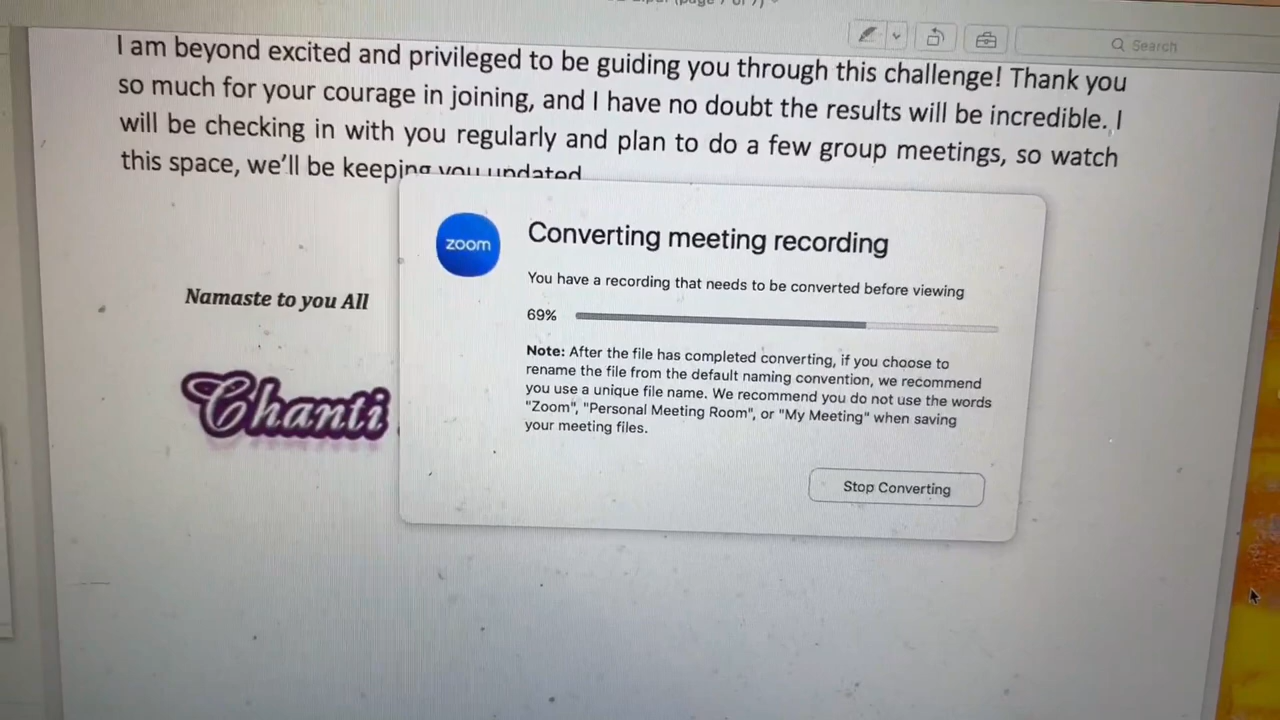 (page 7 of 7)
Search
I am beyond excited and privileged to be guiding you through this challenge! Thank you
so much for your courage in joining, and I have no doubt the results will be incredible. I
will be checking in with you regularly and plan to do a few group meetings, so watch
this space, we'll be keeping you updated
zoom
Converting meeting recording
You have a recording that needs to be converted before viewing
69%
Note: After the file has completed converting, if you choose to
rename the file from the default naming convention, we recommend
you use a unique file name. We recommend you do not use the words
"Zoom", "Personal Meeting Room", or "My Meeting" when saving
your meeting files.
Stop Converting
Namaste to you All
Chanti